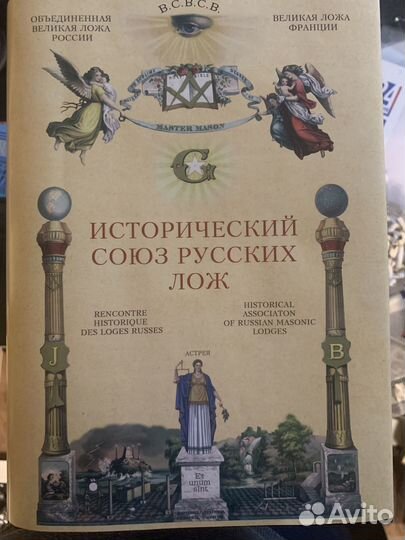 В.С.В.С.В.
ОБЪЕДИНЕННАЯ
ВЕЛИКАЯ ЛОЖА
РОССИИ
ВЕЛИКАЯ ЛОЖА
ФРАНЦИИ
MASTER MASON
G
ИСТОРИЧЕСКИЙ
СОЮЗ РУССКИХ
ЛОЖ
RENCONTRE
HISTORIQUE
DES LOGES RUSSES
HISTORICAL
ASSOCIATON
OF RUSSIAN MASONIC
LODGES
J
B
АСТРЕЯ
Et
unum
sint
Avito